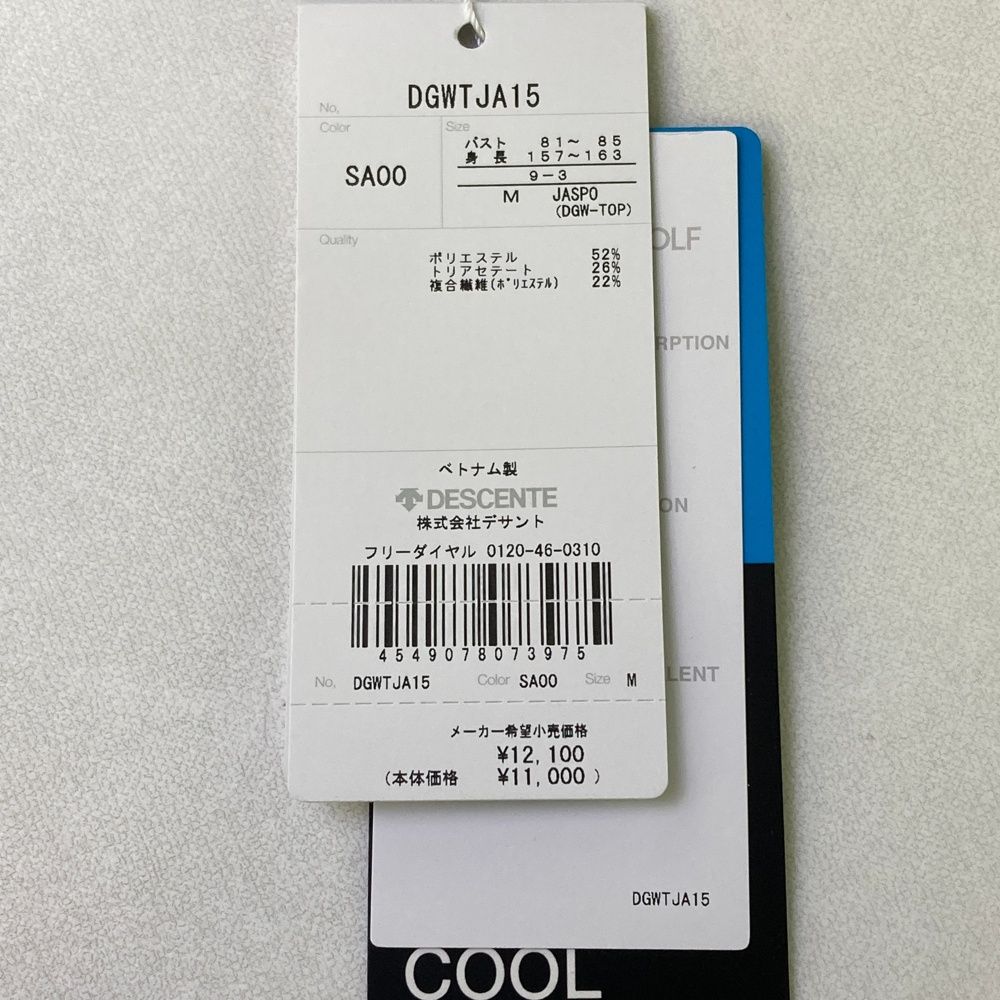 No, DGWTJA15
Color
SA00
Size
バスト 81～ 85
身 長 157～163
9-3
M JASPO
(DGW-TOP)
Quality
ポリエステル 52%
トリアセテート 26%
複合繊維(ﾎﾟﾘｴｽﾃﾙ) 22%
ベトナム製
DESCENTE
株式会社デサント
フリーダイヤル 0120-46-0310
4549078073975
No, DGWTJA15 Color SA00 Size M
メーカー希望小売価格
¥12,100
(本体価格 ¥11,000 )
OLF
RPTION
ON
LENT
DGWTJA15
COOL